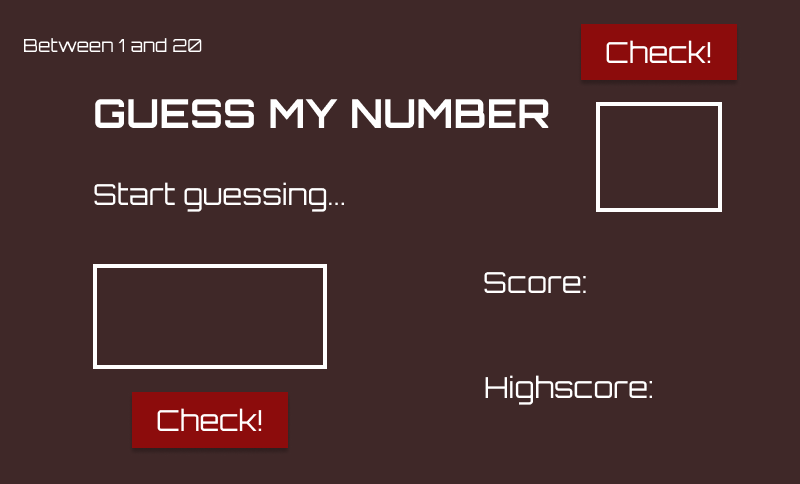 Between 1 and 20
Check!
GUESS MY NUMBER
Start guessing...
Score:
Highscore:
Check!